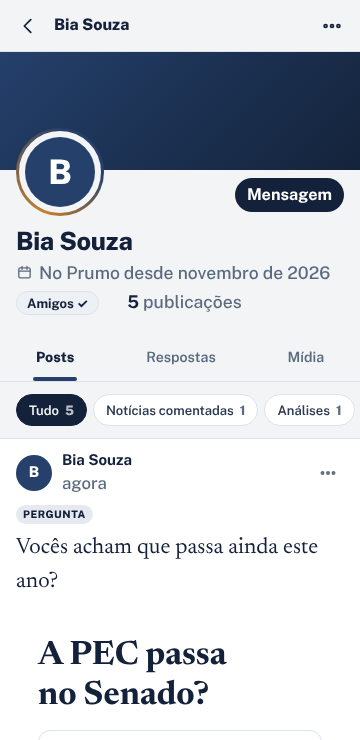 Bia Souza
B
Mensagem
Bia Souza
No Prumo desde novembro de 2026
Amigos ✓ 5 publicações
Posts Respostas Mídia
Tudo 5 Notícias comentadas 1 Análises 1
B Bia Souza
agora
PERGUNTA
Vocês acham que passa ainda este
ano?
A PEC passa
no Senado?